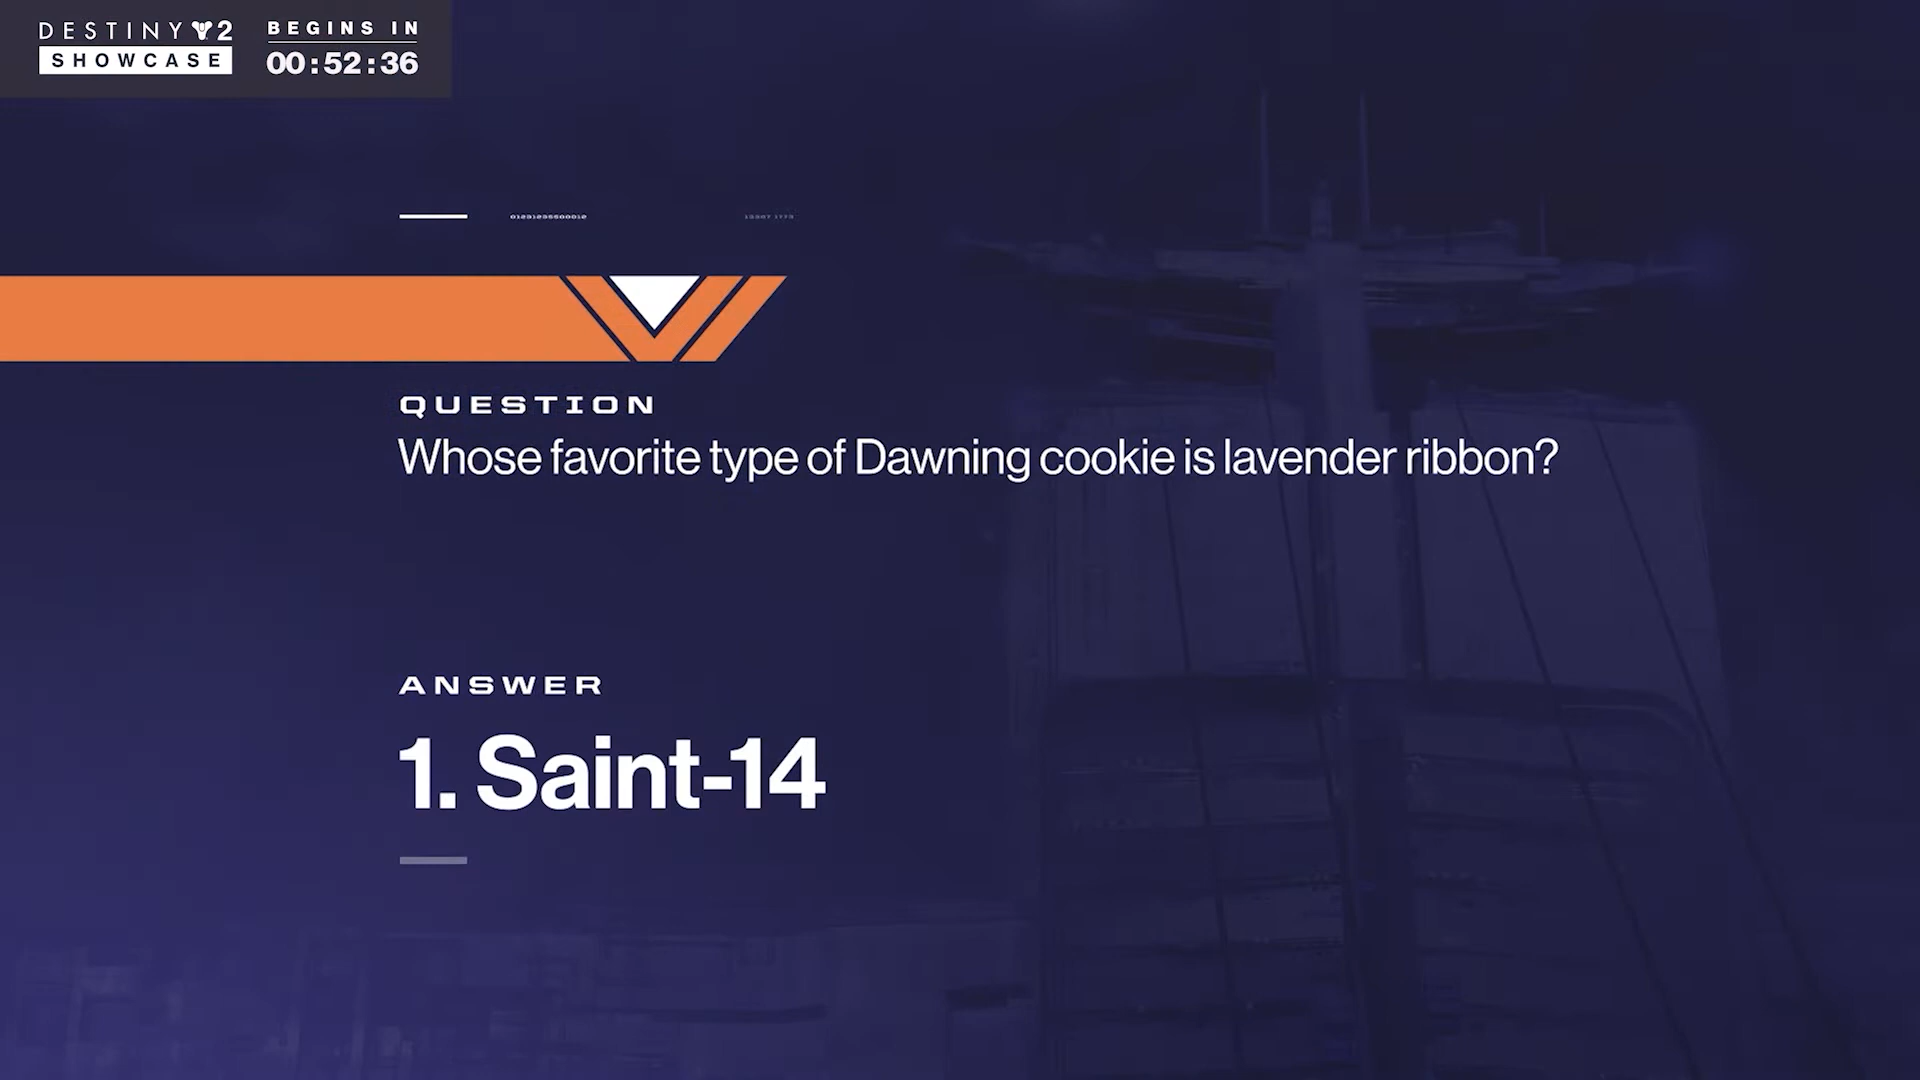 DESTINY 2
SHOWCASE
BEGINS IN
00:52:36
QUESTION
Whose favorite type of Dawning cookie is lavender ribbon?
ANSWER
1. Saint-14